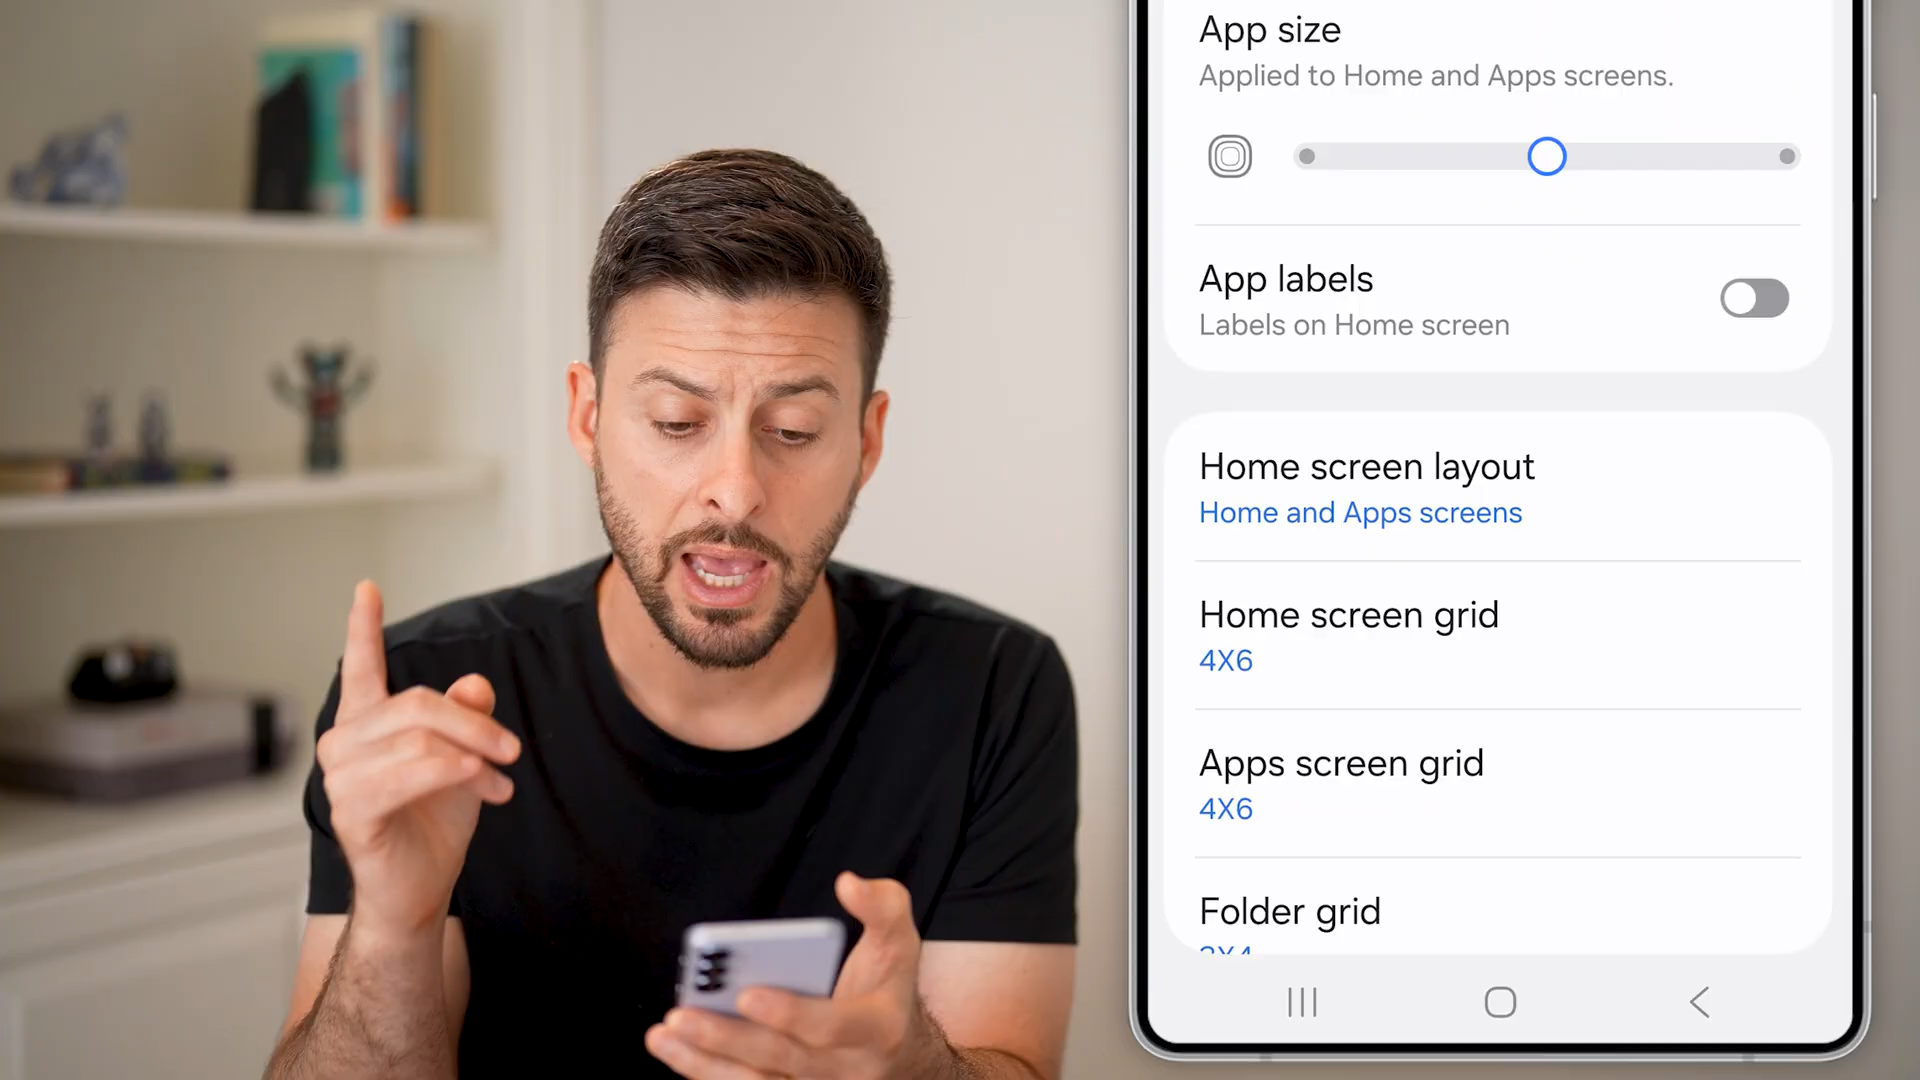 App size
Applied to Home and Apps screens.
App labels
Labels on Home screen
Home screen layout
Home and Apps screens
Home screen grid
4X6
Apps screen grid
4X6
Folder grid